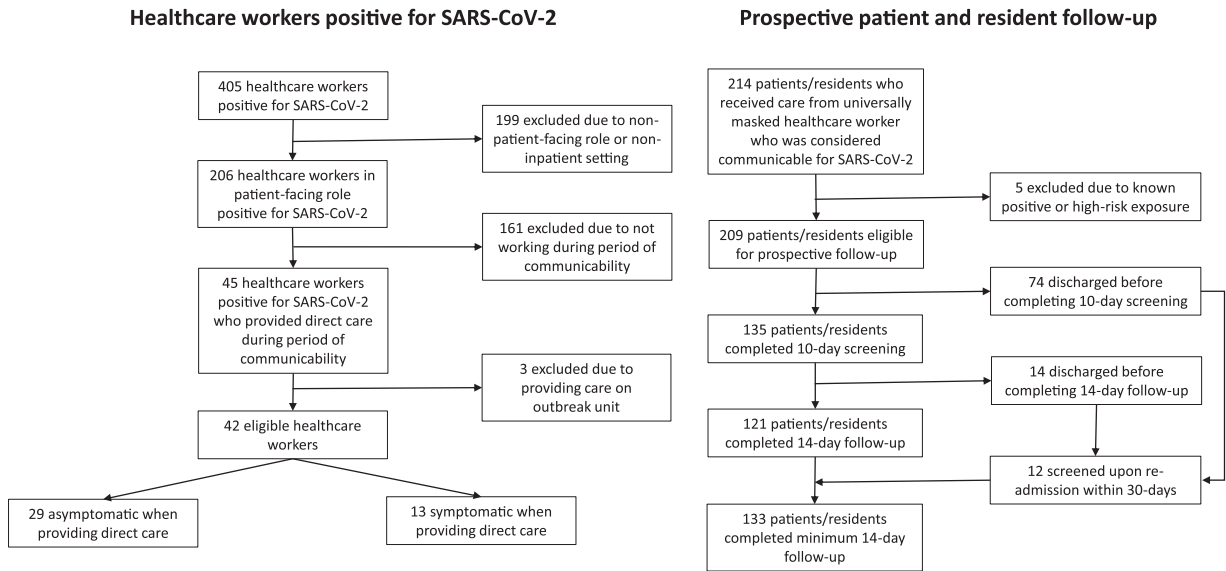 Healthcare workers positive for SARS-CoV-2
405 healthcare workers
positive for SARS-CoV-2
199 excluded due to non-
patient-facing role or non-
inpatient setting
206 healthcare workers in
patient-facing role
positive for SARS-CoV-2
161 excluded due to not
working during period of
communicability
45 healthcare workers
positive for SARS-CoV-2
who provided direct care
during period of
communicability
3 excluded due to
providing care on
outbreak unit
42 eligible healthcare
workers
29 asymptomatic when
providing direct care
13 symptomatic when
providing direct care
Prospective patient and resident follow-up
214 patients/residents who
received care from universally
masked healthcare worker
who was considered
communicable for SARS-CoV-2
5 excluded due to known
positive or high-risk exposure
209 patients/residents eligible
for prospective follow-up
74 discharged before
completing 10-day screening
135 patients/residents
completed 10-day screening
14 discharged before
completing 14-day follow-up
121 patients/residents
completed 14-day follow-up
12 screened upon re-
admission within 30-days
133 patients/residents
completed minimum 14-day
follow-up